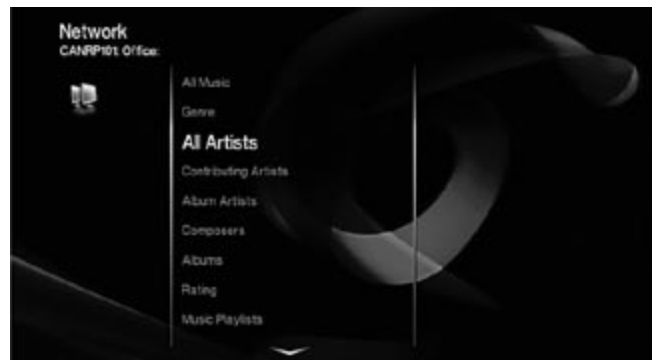 Network
CANRP101: Office:
All Music
Genre
All Artists
Contributing Artists
Album Artists
Composers
Albums
Rating
Music Playlists